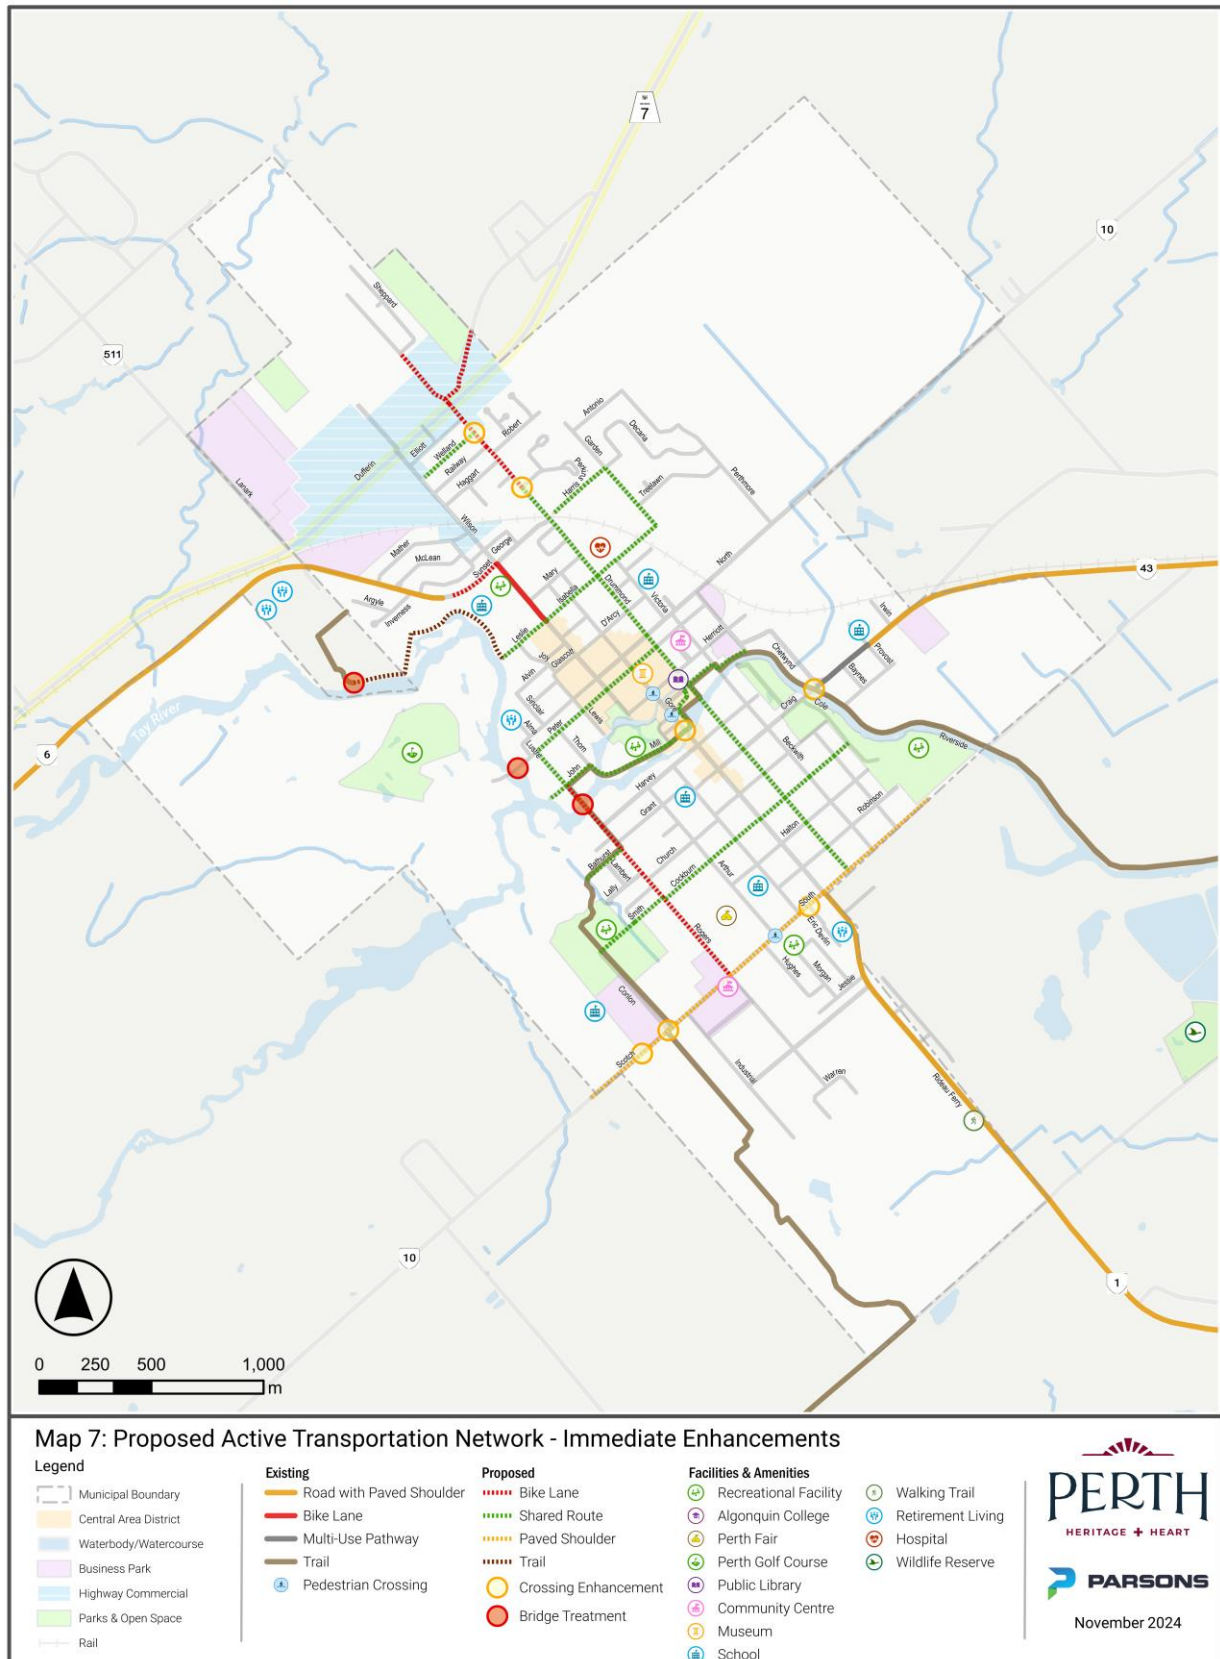 7
10
511
Sheppard
Antonio
Decaria
Robert
Garden
Elliott
Welland
Railway
Haggart
Perkins
Harris
Treelawn
Perthmore
Dufferin
Lanark
Wilson
George
Mather
McLean
Sunset
Mary
Isabella
Drummond
Victoria
North
D'Arcy
43
Irwin
Provost
Baynes
Argyle
Inverness
Leslie
Joy
Glascott
Alvin
Sinclair
Alma
Peter
Lewis
Lustie
Thom
John
Mill
Gore
Herriott
Chetwynd
Craig
Cole
Riverside
Beckwith
Tay River
6
Harvey
Grant
Robinson
Halton
Bathurst
Lambert
Lally
Church
Cockburn
Arthur
Smith
Rogers
South
Eric Devlin
Hughes
Morgan
Jessie
Conlon
Scotch
Industrial
Warren
Rideau Ferry
10
1
0 250 500 1,000
m
Map 7: Proposed Active Transportation Network - Immediate Enhancements
Legend
Municipal Boundary
Central Area District
Waterbody/Watercourse
Business Park
Highway Commercial
Parks & Open Space
Rail
Existing
Road with Paved Shoulder
Bike Lane
Multi-Use Pathway
Trail
Pedestrian Crossing
Proposed
Bike Lane
Shared Route
Paved Shoulder
Trail
Crossing Enhancement
Bridge Treatment
Facilities & Amenities
Recreational Facility
Algonquin College
Perth Fair
Perth Golf Course
Public Library
Community Centre
Museum
School
Walking Trail
Retirement Living
Hospital
Wildlife Reserve
PERTH
HERITAGE + HEART
PARSONS
November 2024